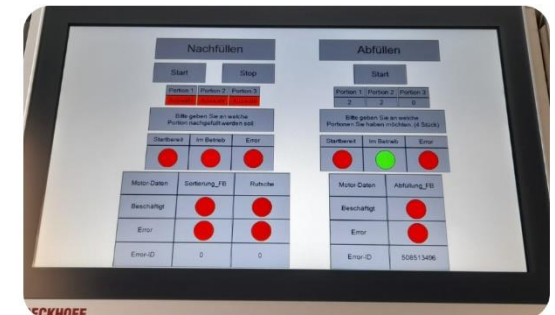 Nachfüllen
Start Stop
Portion 1 Portion 2 Portion 3
Bitte geben Sie an welche
Portion nachgefüllt werden soll
Startbereit Im Betrieb Error
Motor-Daten Sortierung_FB Rutsche
Beschäftigt
Error
Error-ID 0 0
Abfüllen
Start
Portion 1 Portion 2 Portion 3
2 2 0
Bitte geben Sie an welche
Portionen Sie haben möchten. (4 Stück)
Startbereit Im Betrieb Error
Motor-Daten Abfüllung_FB
Beschäftigt
Error
Error-ID 508513496
BECKHOFF